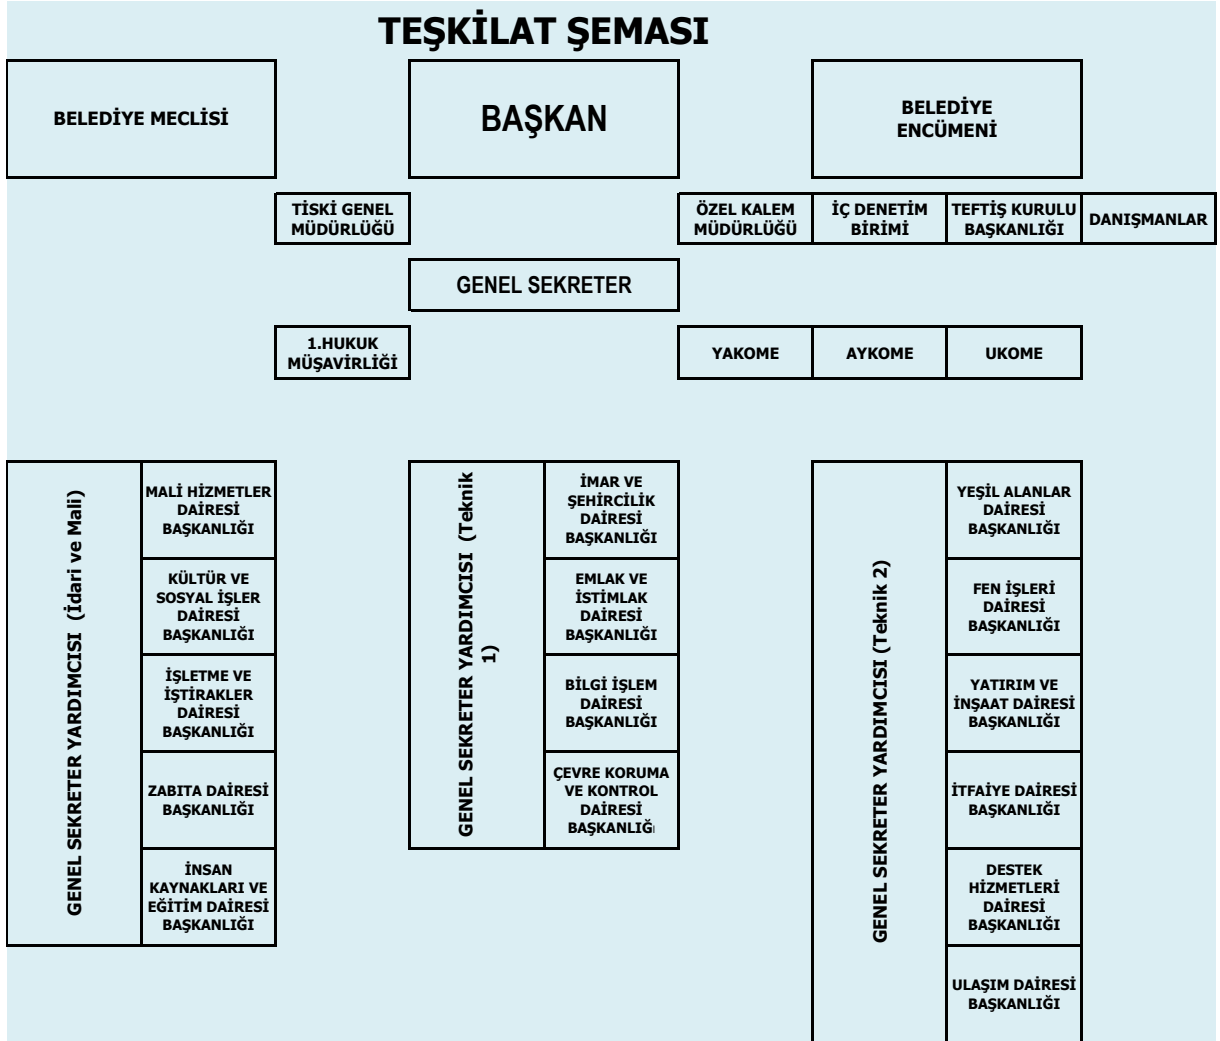 TEŞKİLAT ŞEMASI
BELEDİYE MECLİSİ
BAŞKAN
BELEDİYE
ENCÜMENİ
TİSKİ GENEL
MÜDÜRLÜĞÜ
ÖZEL KALEM
MÜDÜRLÜĞÜ
İÇ DENETİM
BİRİMİ
TEFTİŞ KURULU
BAŞKANLIĞI
DANIŞMANLAR
GENEL SEKRETER
1.HUKUK
MÜŞAVİRLİĞİ
YAKOME
AYKOME
UKOME
GENEL SEKRETER YARDIMCISI  (İdari ve Mali)
MALİ HİZMETLER
DAİRESİ
BAŞKANLIĞI
KÜLTÜR VE
SOSYAL İŞLER
DAİRESİ
BAŞKANLIĞI
İŞLETME VE
İŞTİRAKLER
DAİRESİ
BAŞKANLIĞI
ZABITA DAİRESİ
BAŞKANLIĞI
İNSAN
KAYNAKLARI VE
EĞİTİM DAİRESİ
BAŞKANLIĞI
GENEL SEKRETER YARDIMCISI  (Teknik
1)
İMAR VE
ŞEHİRCİLİK
DAİRESİ
BAŞKANLIĞI
EMLAK VE
İSTİMLAK
DAİRESİ
BAŞKANLIĞI
BİLGİ İŞLEM
DAİRESİ
BAŞKANLIĞI
ÇEVRE KORUMA
VE KONTROL
DAİRESİ
BAŞKANLIĞI
GENEL SEKRETER YARDIMCISI (Teknik 2)
YEŞİL ALANLAR
DAİRESİ
BAŞKANLIĞI
FEN İŞLERİ
DAİRESİ
BAŞKANLIĞI
YATIRIM VE
İNŞAAT DAİRESİ
BAŞKANLIĞI
İTFAİYE DAİRESİ
BAŞKANLIĞI
DESTEK
HİZMETLERİ
DAİRESİ
BAŞKANLIĞI
ULAŞIM DAİRESİ
BAŞKANLIĞI